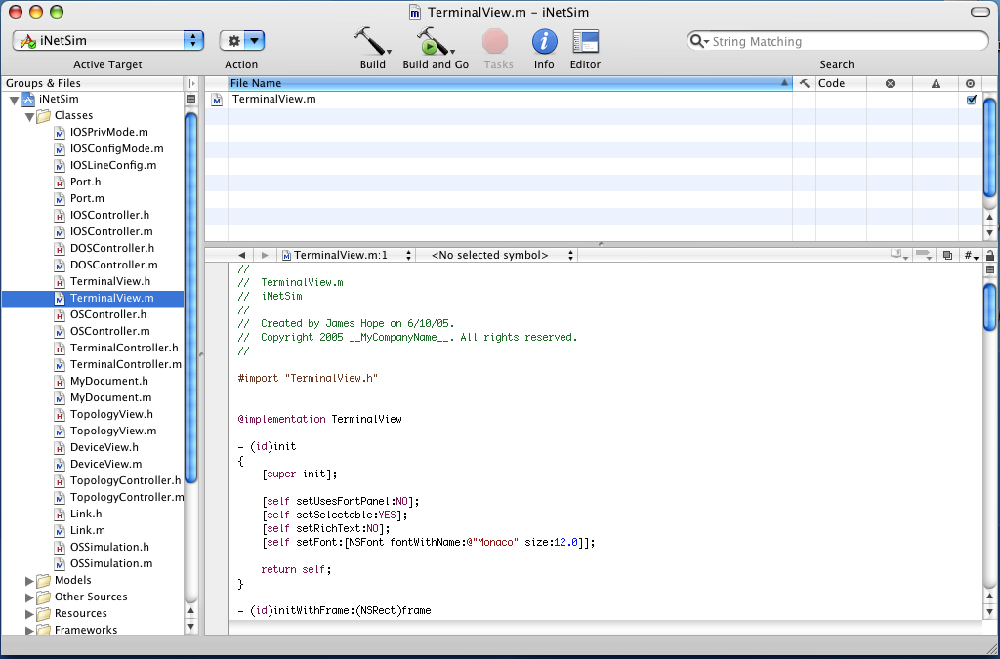 TerminalView.m – iNetSim
iNetSim
String Matching
Active Target
Action
Build
Build and Go
Tasks
Info
Editor
Search
Groups & Files
iNetSim
Classes
IOSPrivMode.m
IOSConfigMode.m
IOSLineConfig.m
Port.h
Port.m
IOSController.h
IOSController.m
DOSController.h
DOSController.m
TerminalView.h
TerminalView.m
OSController.h
OSController.m
TerminalController.h
TerminalController.m
MyDocument.h
MyDocument.m
TopologyView.h
TopologyView.m
DeviceView.h
DeviceView.m
TopologyController.h
TopologyController.m
Link.h
Link.m
OSSimulation.h
OSSimulation.m
Models
Other Sources
Resources
Frameworks
File Name
Code
TerminalView.m
TerminalView.m:1
<No selected symbol>
#
//
// TerminalView.m
// iNetSim
//
// Created by James Hope on 6/10/05.
// Copyright 2005 __MyCompanyName__. All rights reserved.
//
#import "TerminalView.h"
@implementation TerminalView
- (id)init
{
[super init];
[self setUsesFontPanel:NO];
[self setSelectable:YES];
[self setRichText:NO];
[self setFont:[NSFont fontWithName:@"Monaco" size:12.0]];
return self;
}
- (id)initWithFrame:(NSRect)frame